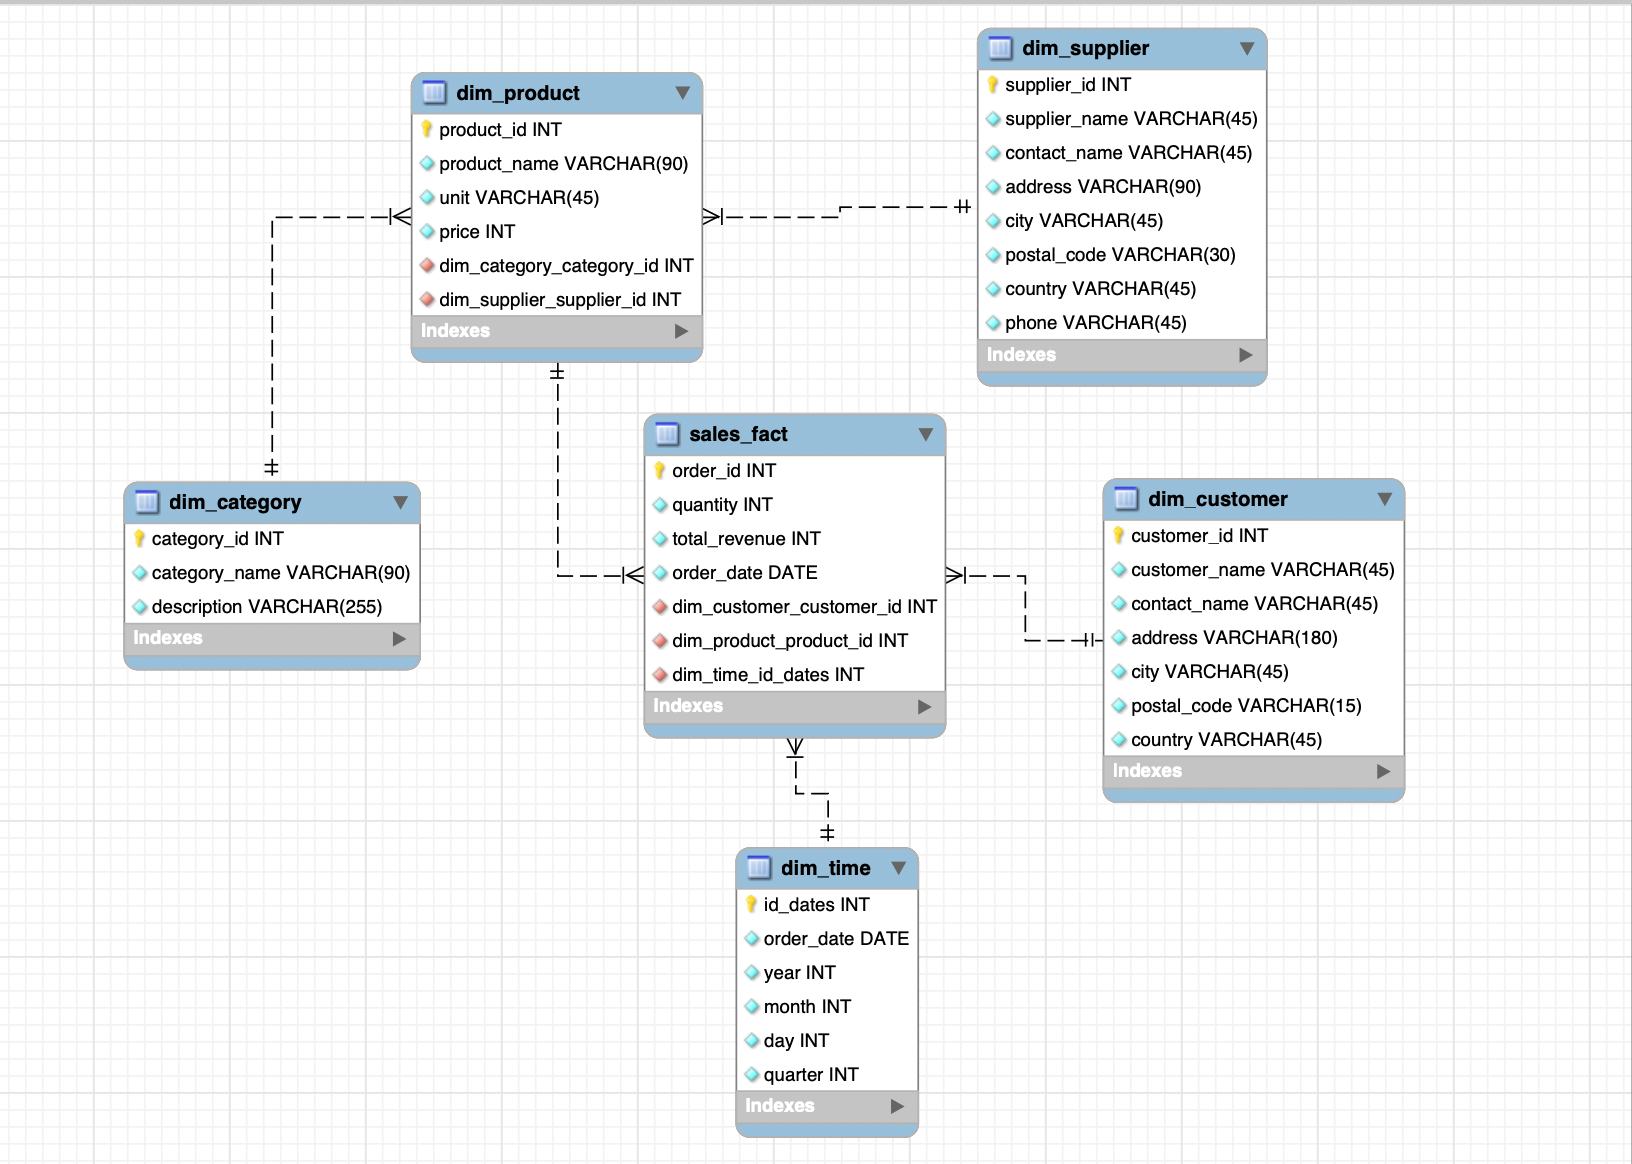 dim_product
product_id INT
product_name VARCHAR(90)
unit VARCHAR(45)
price INT
dim_category_category_id INT
dim_supplier_supplier_id INT
Indexes
dim_supplier
supplier_id INT
supplier_name VARCHAR(45)
contact_name VARCHAR(45)
address VARCHAR(90)
city VARCHAR(45)
postal_code VARCHAR(30)
country VARCHAR(45)
phone VARCHAR(45)
Indexes
dim_category
category_id INT
category_name VARCHAR(90)
description VARCHAR(255)
Indexes
sales_fact
order_id INT
quantity INT
total_revenue INT
order_date DATE
dim_customer_customer_id INT
dim_product_product_id INT
dim_time_id_dates INT
Indexes
dim_customer
customer_id INT
customer_name VARCHAR(45)
contact_name VARCHAR(45)
address VARCHAR(180)
city VARCHAR(45)
postal_code VARCHAR(15)
country VARCHAR(45)
Indexes
dim_time
id_dates INT
order_date DATE
year INT
month INT
day INT
quarter INT
Indexes